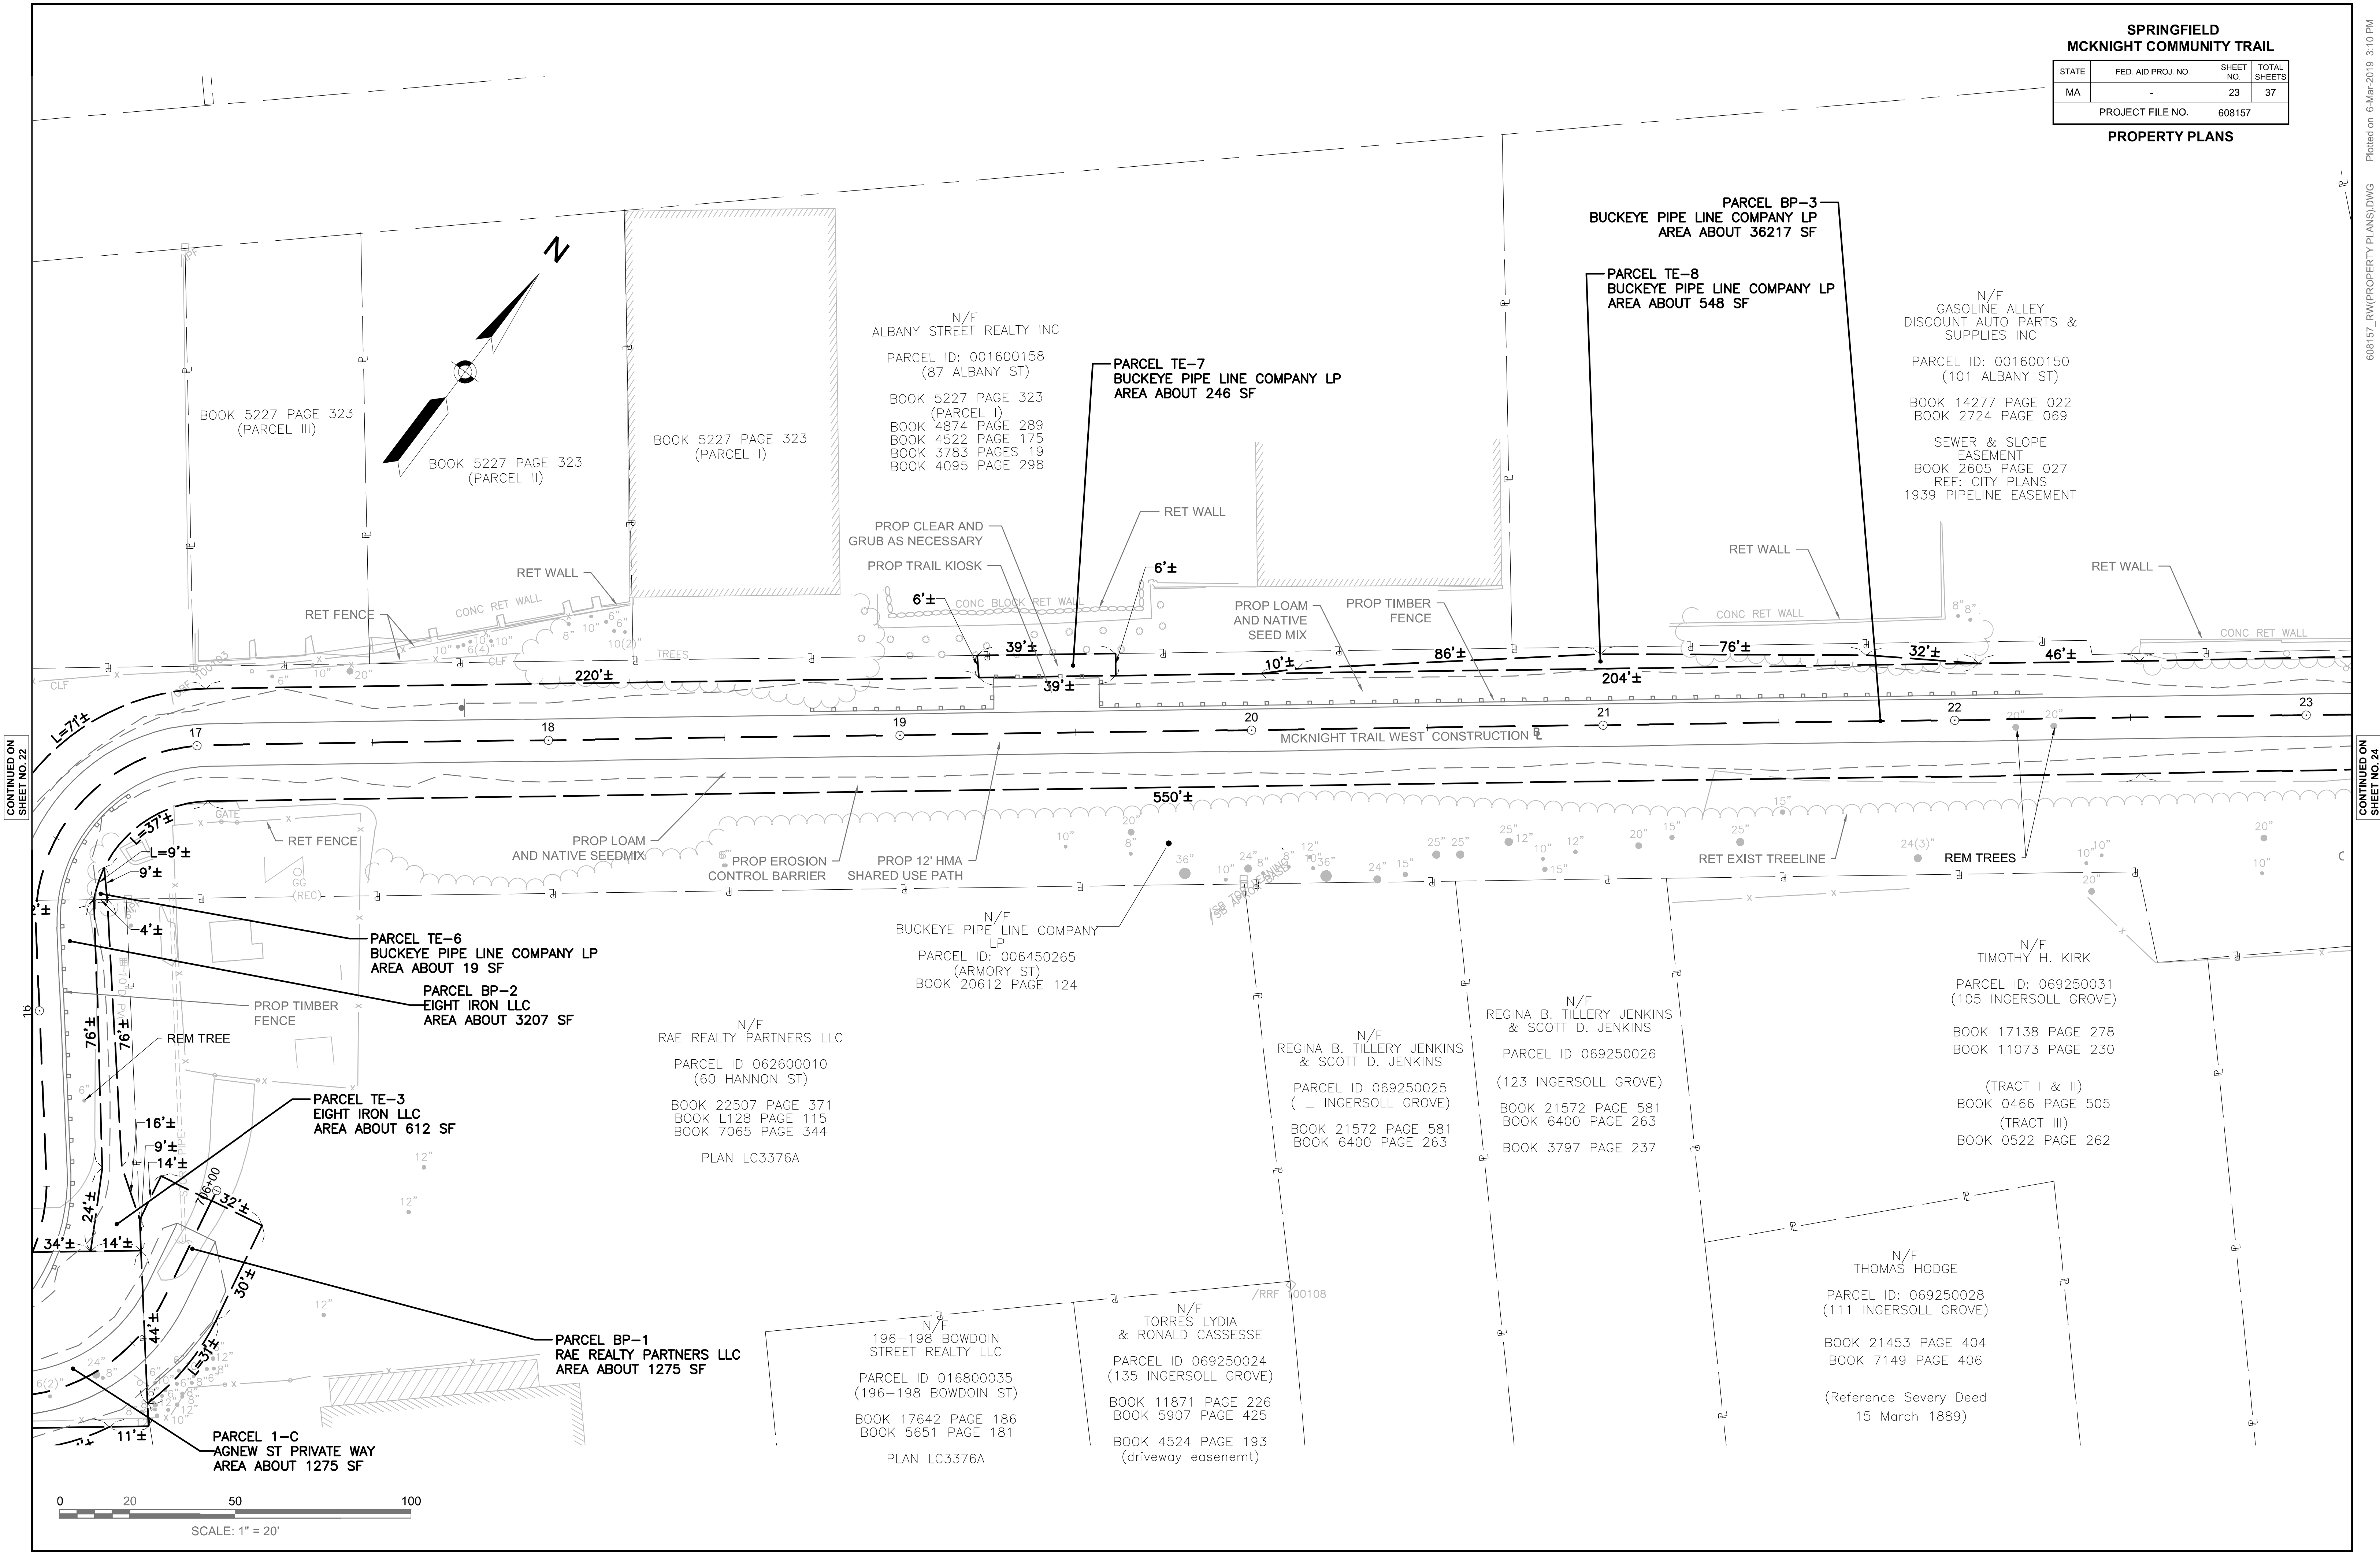 SPRINGFIELD
MCKNIGHT COMMUNITY TRAIL
STATE FED. AID PROJ. NO. SHEET NO. TOTAL SHEETS
MA - 23 37
PROJECT FILE NO. 608157
PROPERTY PLANS
608157_RW(PROPERTY PLANS).DWG Plotted on 6-Mar-2019 3:10 PM
N
PARCEL BP-3
BUCKEYE PIPE LINE COMPANY LP
AREA ABOUT 36217 SF
PARCEL TE-8
BUCKEYE PIPE LINE COMPANY LP
AREA ABOUT 548 SF
N/F
GASOLINE ALLEY
DISCOUNT AUTO PARTS &
SUPPLIES INC
PARCEL ID: 001600150
(101 ALBANY ST)
BOOK 14277 PAGE 022
BOOK 2724 PAGE 069
SEWER & SLOPE
EASEMENT
BOOK 2605 PAGE 027
REF: CITY PLANS
1939 PIPELINE EASEMENT
N/F
ALBANY STREET REALTY INC
PARCEL ID: 001600158
(87 ALBANY ST)
BOOK 5227 PAGE 323
(PARCEL I)
BOOK 4874 PAGE 289
BOOK 4522 PAGE 175
BOOK 3783 PAGES 19
BOOK 4095 PAGE 298
PARCEL TE-7
BUCKEYE PIPE LINE COMPANY LP
AREA ABOUT 246 SF
BOOK 5227 PAGE 323
(PARCEL III)
BOOK 5227 PAGE 323
(PARCEL II)
BOOK 5227 PAGE 323
(PARCEL I)
RET WALL
PROP CLEAR AND
GRUB AS NECESSARY
PROP TRAIL KIOSK
RET WALL
RET FENCE
CONC RET WALL
6'±
6'±
CONC BLOCK RET WALL
PROP LOAM
AND NATIVE
SEED MIX
PROP TIMBER
FENCE
RET WALL
CONC RET WALL
RET WALL
CONC RET WALL
8" 8"
TREES
CLF
CLF
220'±
39'±
39'±
10'±
86'±
204'±
76'±
32'±
46'±
L=71'±
17
18
19
20
21
22
23
20" 20"
MCKNIGHT TRAIL WEST CONSTRUCTION
CONTINUED ON
SHEET NO. 22
CONTINUED ON
SHEET NO. 24
550'±
L=37'±
L=9'±
9'±
4'±
GATE
RET FENCE
GG
(REC)
PROP LOAM
AND NATIVE SEEDMIX
PROP EROSION
CONTROL BARRIER
PROP 12' HMA
SHARED USE PATH
RET EXIST TREELINE
REM TREES
PARCEL TE-6
BUCKEYE PIPE LINE COMPANY LP
AREA ABOUT 19 SF
PARCEL BP-2
EIGHT IRON LLC
AREA ABOUT 3207 SF
PROP TIMBER
FENCE
REM TREE
16
76'±
76'±
N/F
BUCKEYE PIPE LINE COMPANY
LP
PARCEL ID: 006450265
(ARMORY ST)
BOOK 20612 PAGE 124
N/F
RAE REALTY PARTNERS LLC
PARCEL ID 062600010
(60 HANNON ST)
BOOK 22507 PAGE 371
BOOK L128 PAGE 115
BOOK 7065 PAGE 344
PLAN LC3376A
N/F
REGINA B. TILLERY JENKINS
& SCOTT D. JENKINS
PARCEL ID 069250025
( _ INGERSOLL GROVE)
BOOK 21572 PAGE 581
BOOK 6400 PAGE 263
N/F
REGINA B. TILLERY JENKINS
& SCOTT D. JENKINS
PARCEL ID 069250026
(123 INGERSOLL GROVE)
BOOK 21572 PAGE 581
BOOK 6400 PAGE 263
BOOK 3797 PAGE 237
N/F
TIMOTHY H. KIRK
PARCEL ID: 069250031
(105 INGERSOLL GROVE)
BOOK 17138 PAGE 278
BOOK 11073 PAGE 230
(TRACT I & II)
BOOK 0466 PAGE 505
(TRACT III)
BOOK 0522 PAGE 262
PARCEL TE-3
EIGHT IRON LLC
AREA ABOUT 612 SF
16'±
9'±
14'±
706+00
32'±
24'±
34'±
14'±
30'±
44'±
L=31'±
11'±
12"
12"
12"
PARCEL BP-1
RAE REALTY PARTNERS LLC
AREA ABOUT 1275 SF
PARCEL 1-C
AGNEW ST PRIVATE WAY
AREA ABOUT 1275 SF
N/F
196-198 BOWDOIN
STREET REALTY LLC
PARCEL ID 016800035
(196-198 BOWDOIN ST)
BOOK 17642 PAGE 186
BOOK 5651 PAGE 181
PLAN LC3376A
/RRF 100108
N/F
TORRES LYDIA
& RONALD CASSESSE
PARCEL ID 069250024
(135 INGERSOLL GROVE)
BOOK 11871 PAGE 226
BOOK 5907 PAGE 425
BOOK 4524 PAGE 193
(driveway easenemt)
N/F
THOMAS HODGE
PARCEL ID: 069250028
(111 INGERSOLL GROVE)
BOOK 21453 PAGE 404
BOOK 7149 PAGE 406
(Reference Severy Deed
15 March 1889)
0 20 50 100
SCALE: 1" = 20'